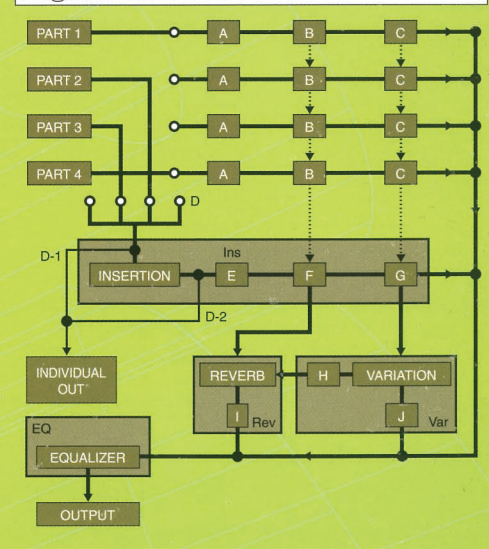 PART 1 A B C
PART 2 A B C
PART 3 A B C
PART 4 A B C
D
Ins
D-1
INSERTION E F G
D-2
INDIVIDUAL
OUT
REVERB H VARIATION
I Rev J Var
EQ
EQUALIZER
OUTPUT